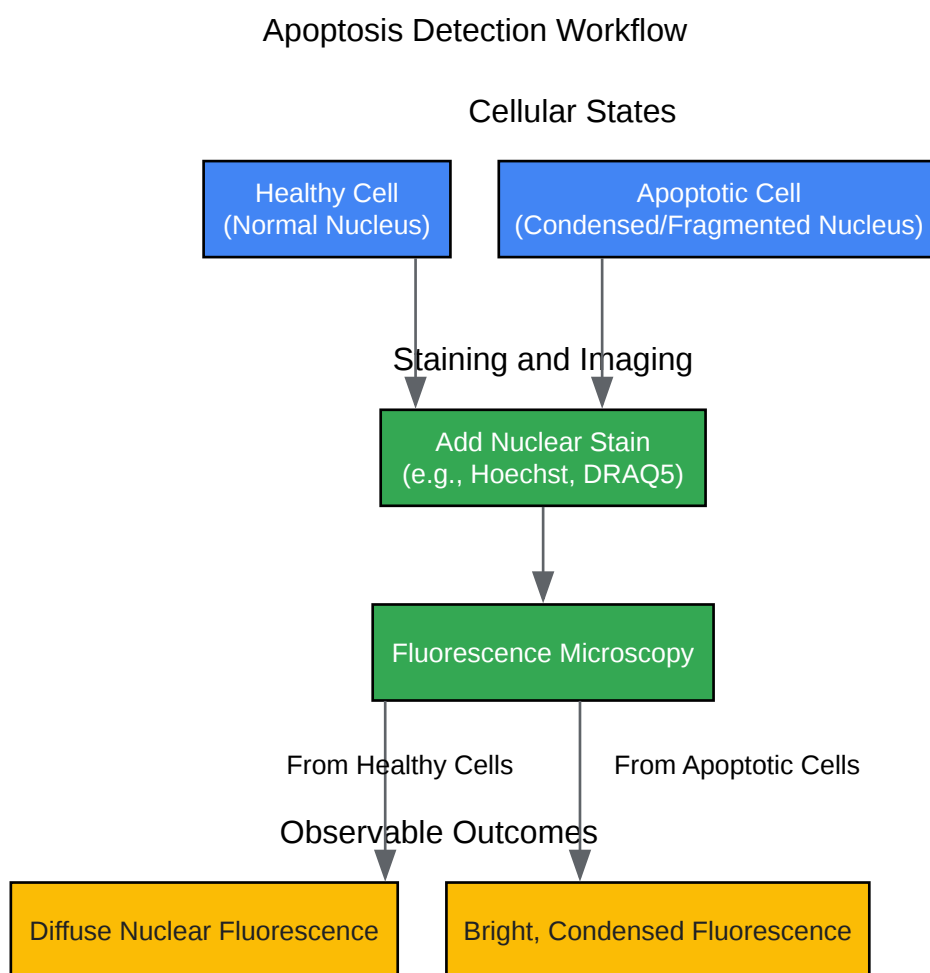 Apoptosis Detection Workflow
Cellular States
Healthy Cell
(Normal Nucleus)
Apoptotic Cell
(Condensed/Fragmented Nucleus)
Staining and Imaging
Add Nuclear Stain
(e.g., Hoechst, DRAQ5)
Fluorescence Microscopy
From Healthy Cells
From Apoptotic Cells
Observable Outcomes
Diffuse Nuclear Fluorescence
Bright, Condensed Fluorescence